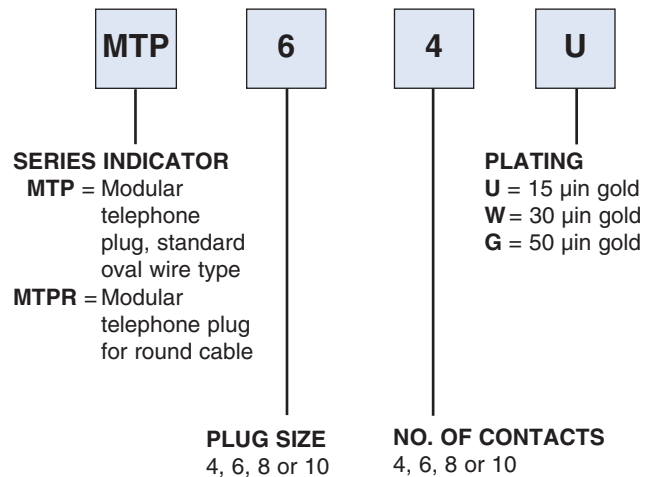 MTP 6 4 U
SERIES INDICATOR
MTP = Modular
telephone
plug, standard
oval wire type
MTPR = Modular
telephone plug
for round cable
PLUG SIZE
4, 6, 8 or 10
NO. OF CONTACTS
4, 6, 8 or 10
PLATING
U = 15 µin gold
W = 30 µin gold
G = 50 µin gold